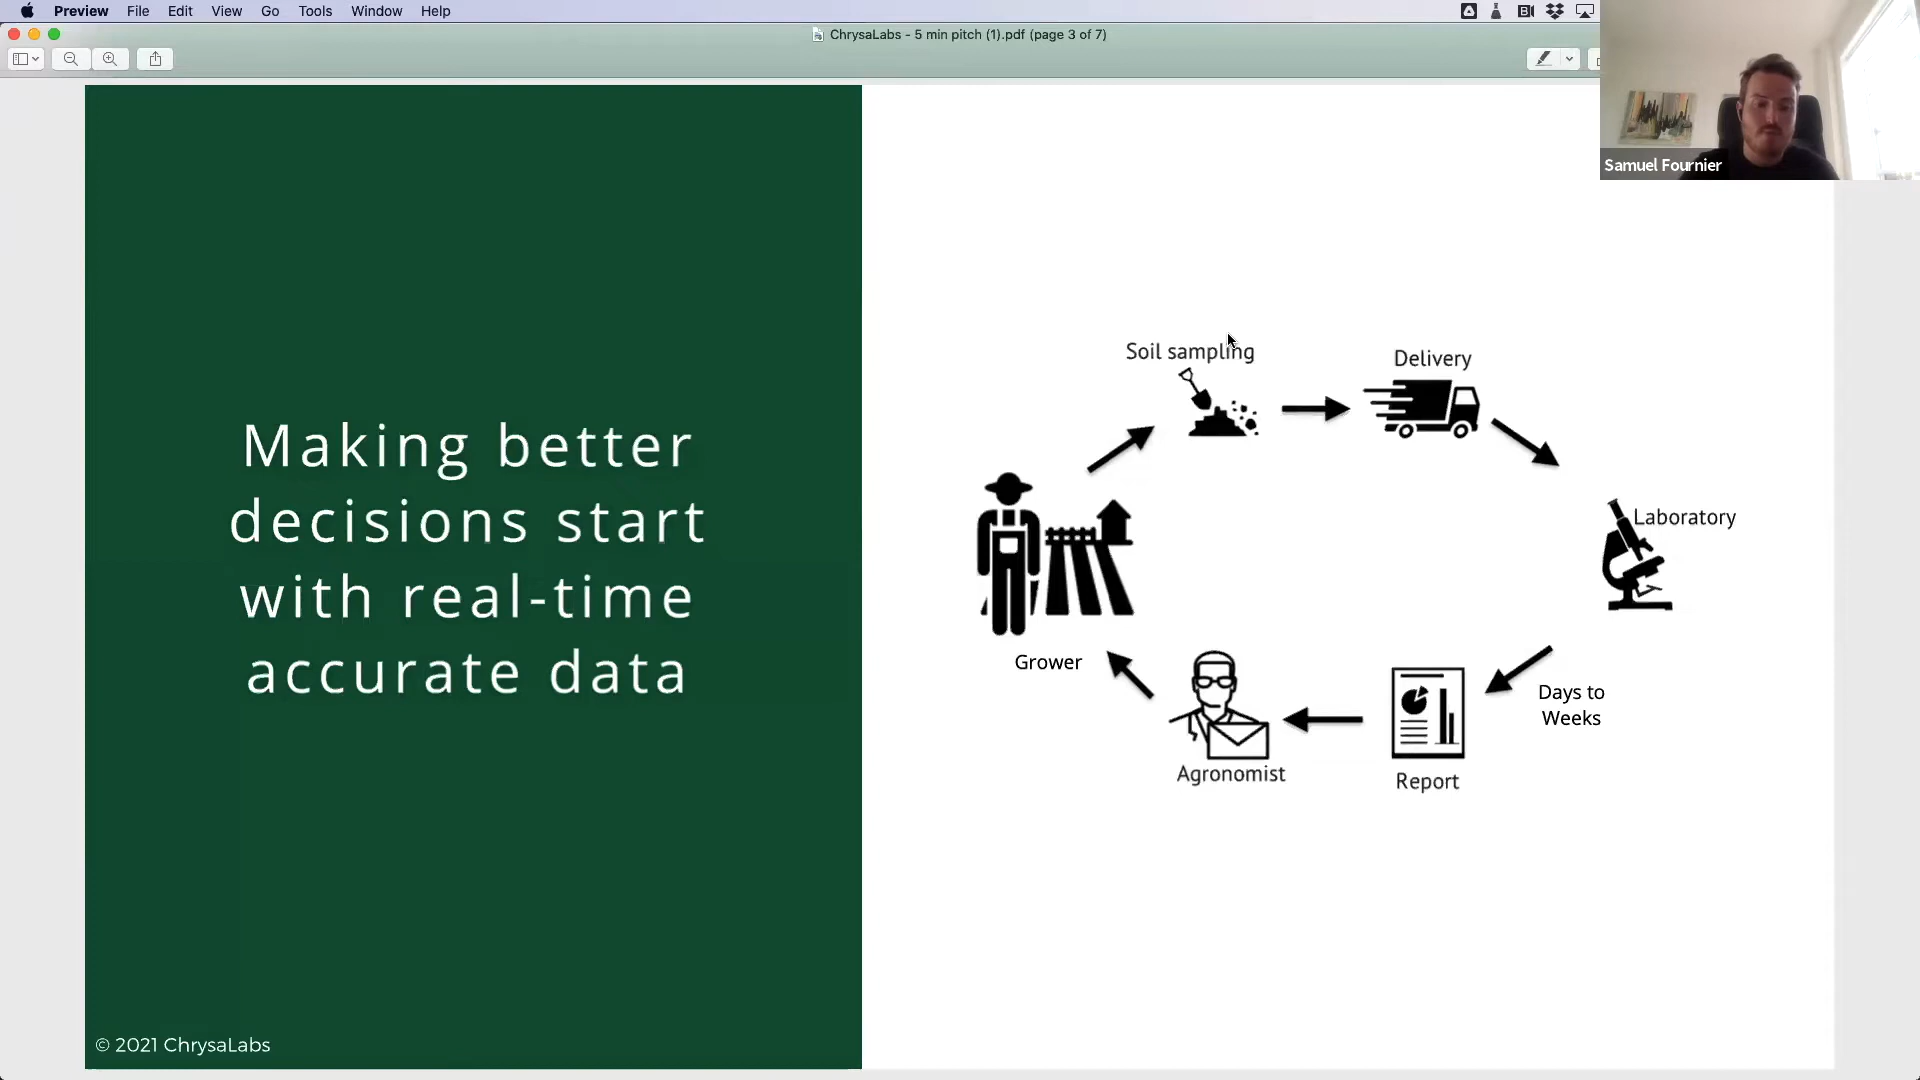 Preview File Edit View Go Tools Window Help
ChrysaLabs - 5 min pitch (1).pdf (page 3 of 7)
Samuel Fournier
Making better
decisions start
with real-time
accurate data
© 2021 ChrysaLabs
Soil sampling
Delivery
Laboratory
Grower
Days to
Weeks
Agronomist
Report